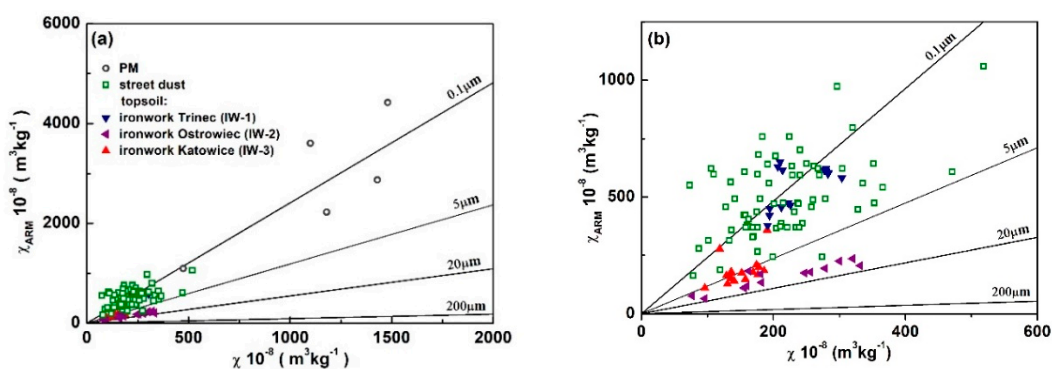 6000
(a)
PM
street dust
topsoil:
ironwork Trinec (IW-1)
ironwork Ostrowiec (IW-2)
ironwork Katowice (IW-3)
0.1μm
4000
5μm
2000
20μm
200μm
0
0 500 1000 1500 2000
χARM 10-8 ( m3kg-1)
χ 10-8 ( m3kg-1)
(b)
1000
0.1μm
5μm
500
20μm
200μm
0
0 200 400 600
χARM 10-8 (m3kg-1)
χ 10-8 (m3kg-1)